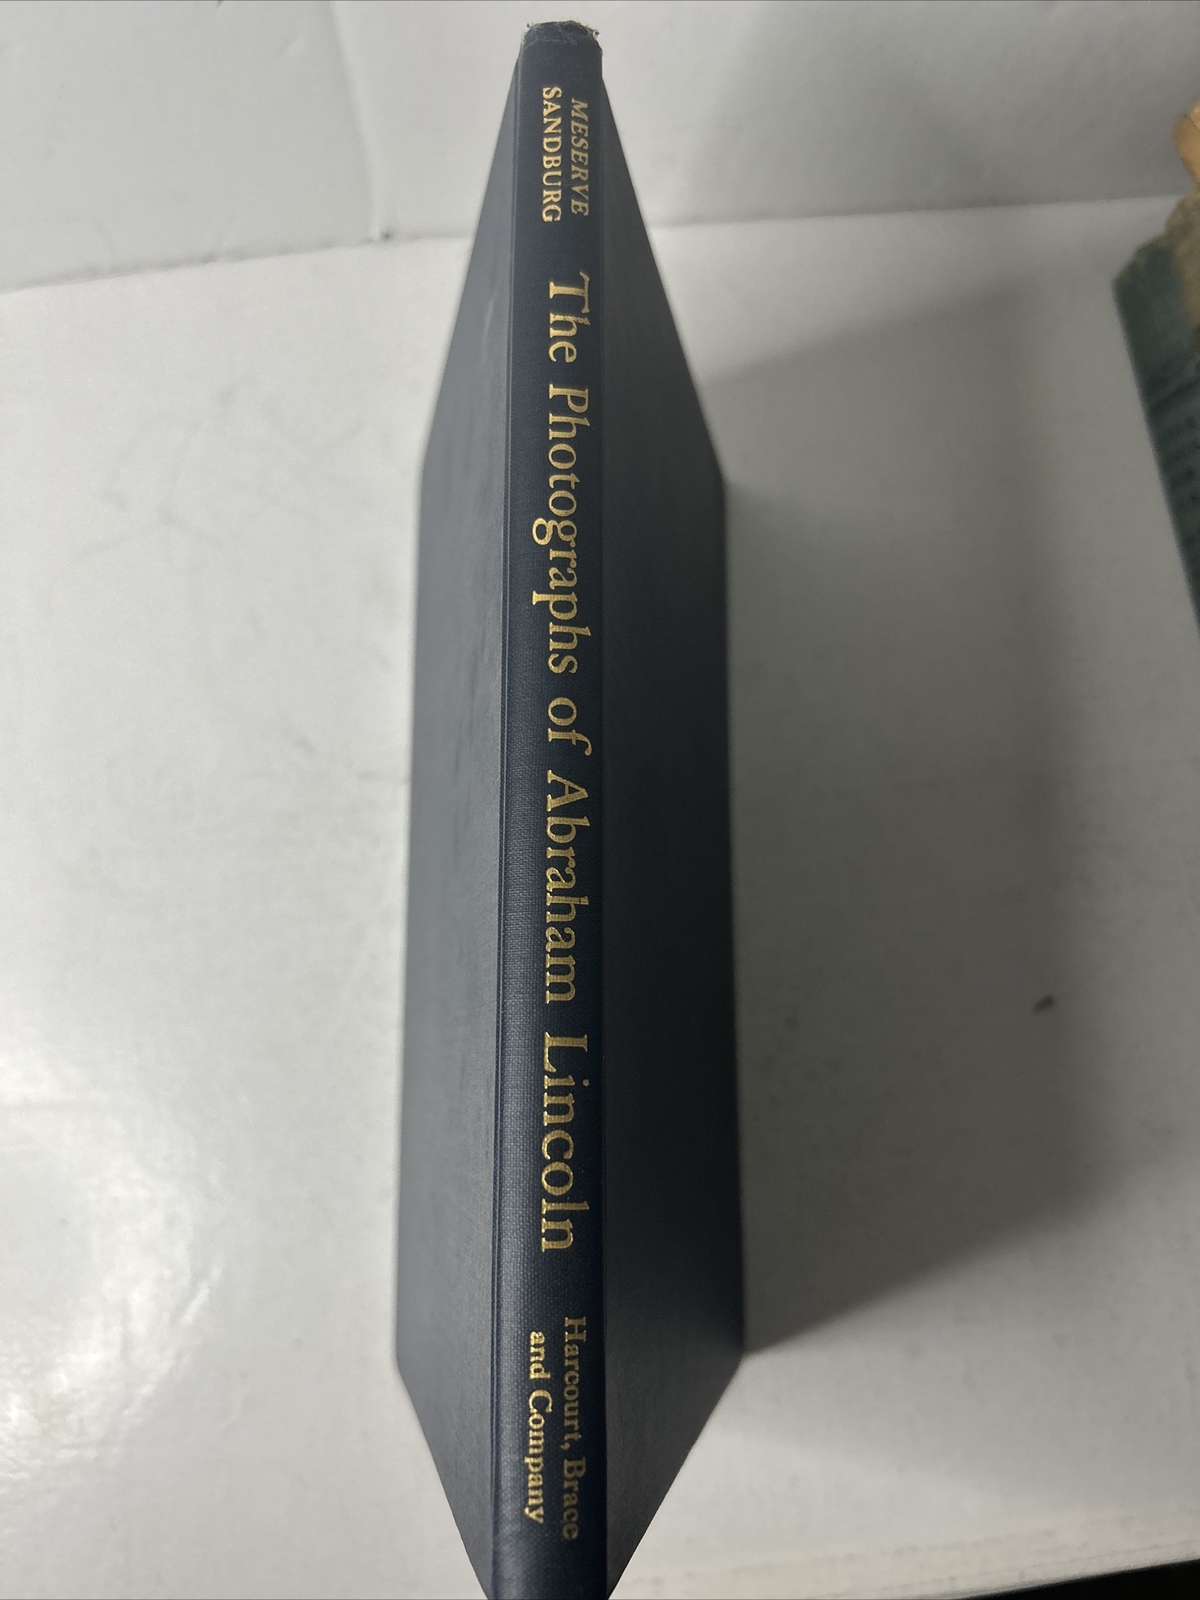 MESERVE
SANDBURG
The Photographs of Abraham Lincoln
Harcourt, Brace
and Company